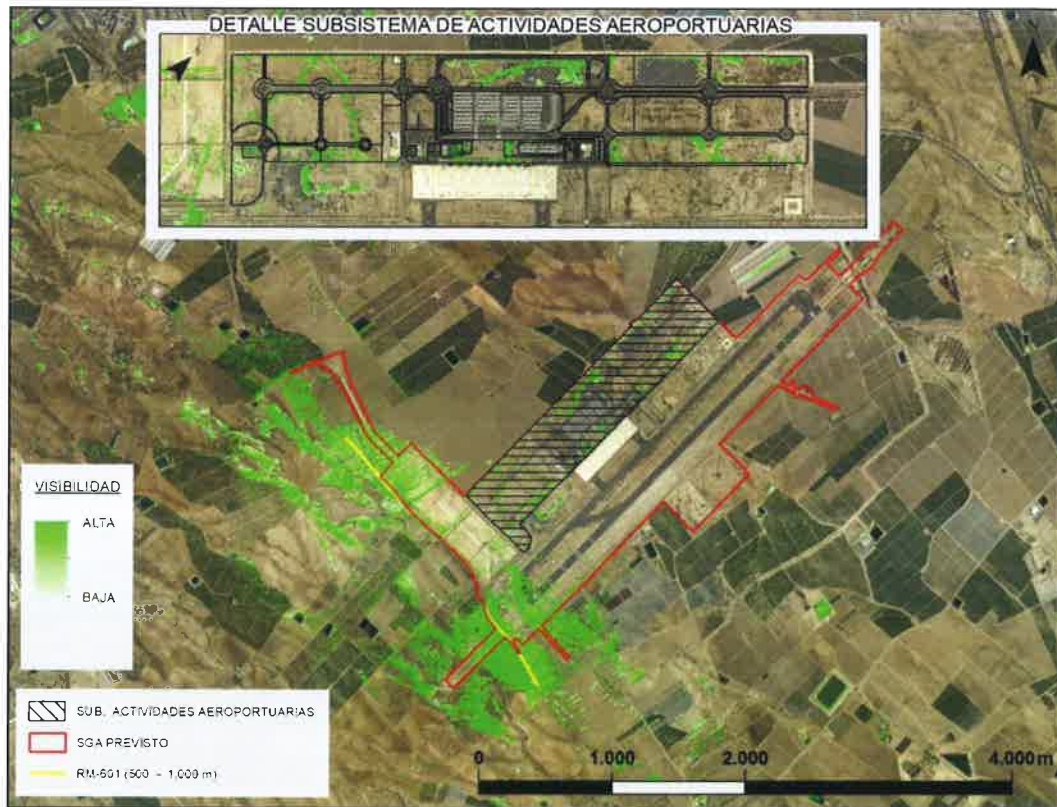 DETALLE SUBSISTEMA DE ACTIVIDADES AEROPORTUARIAS
VISIBILIDAD
ALTA
BAJA
SUB. ACTIVIDADES AEROPORTUARIAS
SGA PREVISTO
RM-601 (500 - 1,000 m)
0 1.000 2.000 4.000 m